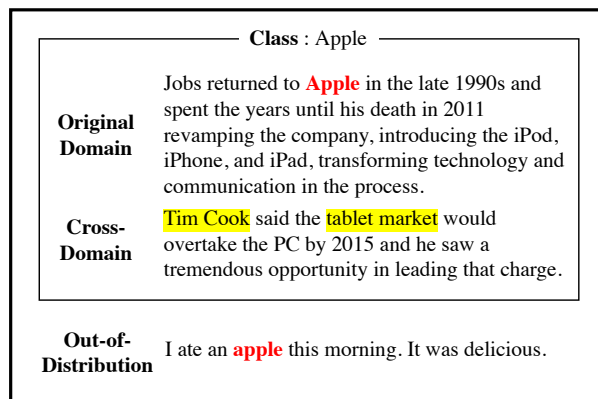 Class : Apple
Original
Domain
Jobs returned to Apple in the late 1990s and
spent the years until his death in 2011
revamping the company, introducing the iPod,
iPhone, and iPad, transforming technology and
communication in the process.
Cross-
Domain
Tim Cook said the tablet market would
overtake the PC by 2015 and he saw a
tremendous opportunity in leading that charge.
Out-of-
Distribution
I ate an apple this morning. It was delicious.